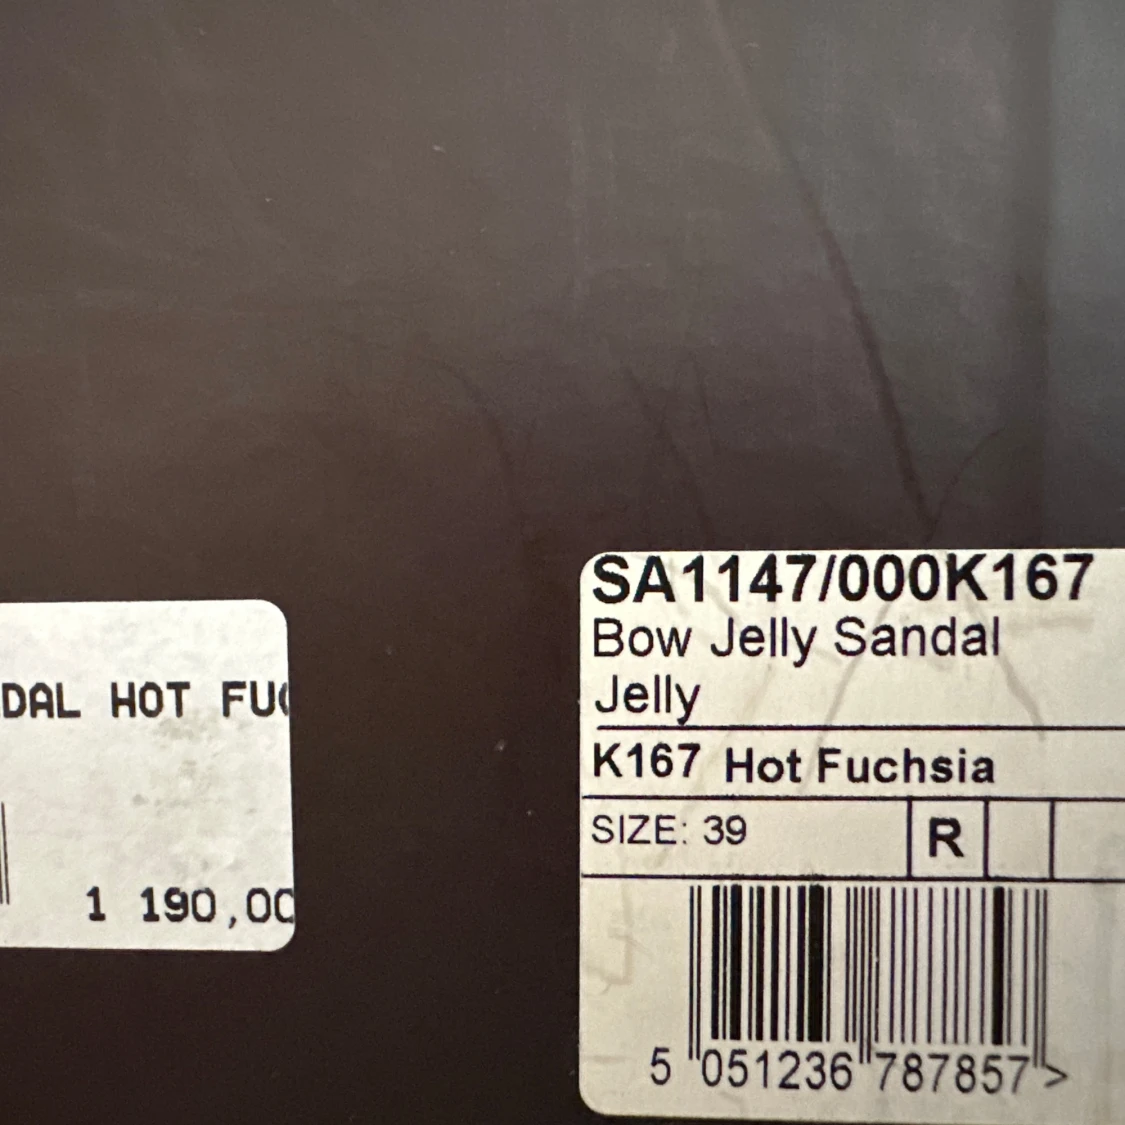 DAL HOT FUC
1 190,00
SA1147/000K167
Bow Jelly Sandal
Jelly
K167 Hot Fuchsia
SIZE: 39 R
5 051236 787857 >